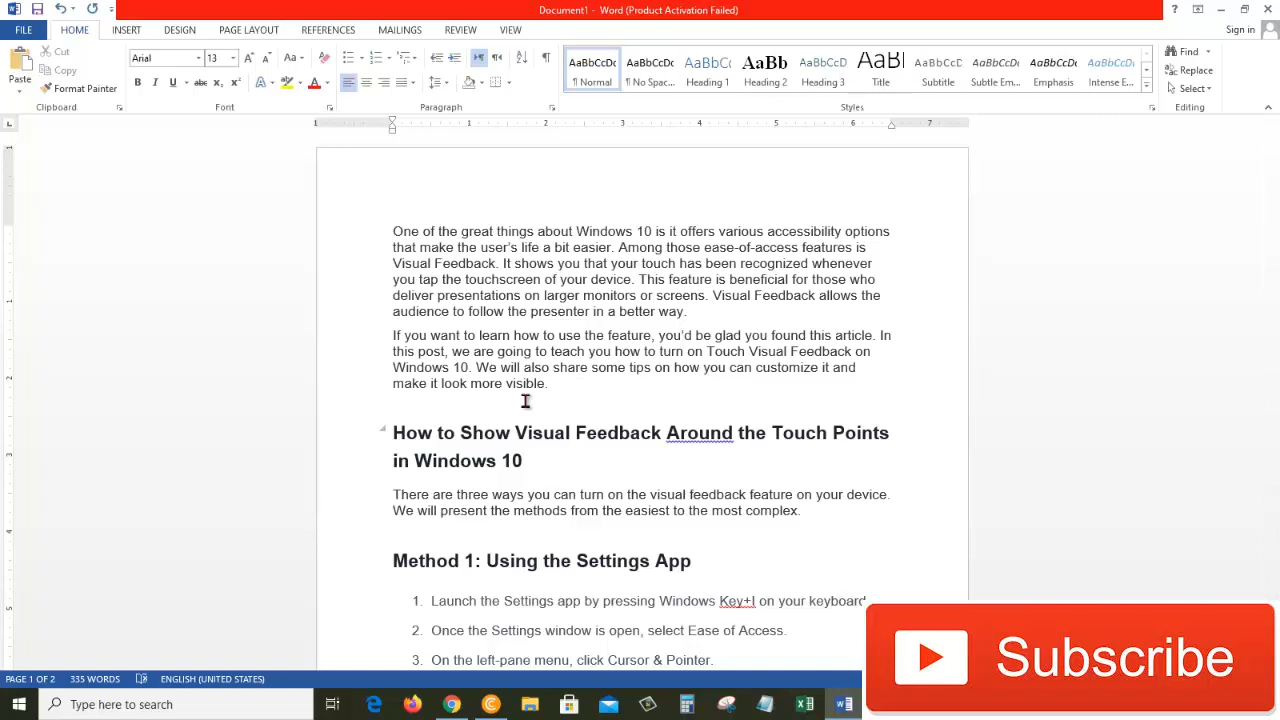 Document1 - Word (Product Activation Failed)
FILE HOME INSERT DESIGN PAGE LAYOUT REFERENCES MAILINGS REVIEW VIEW Sign in
Paste
Cut
Copy
Format Painter
Clipboard
Arial 13
Font
Paragraph
AaBbCcDc AaBbCcDc AaBbCc AaBb AaBbCcD AaBl AaBbCcD AaBbCcDc AaBbCcDc AaBbCcDc
¶ Normal ¶ No Spac... Heading 1 Heading 2 Heading 3 Title Subtitle Subtle Em... Emphasis Intense E...
Styles
Find
Replace
Select
Editing
1 1 2 3 4 5 6 7
One of the great things about Windows 10 is it offers various accessibility options
that make the user's life a bit easier. Among those ease-of-access features is
Visual Feedback. It shows you that your touch has been recognized whenever
you tap the touchscreen of your device. This feature is beneficial for those who
deliver presentations on larger monitors or screens. Visual Feedback allows the
audience to follow the presenter in a better way.
If you want to learn how to use the feature, you'd be glad you found this article. In
this post, we are going to teach you how to turn on Touch Visual Feedback on
Windows 10. We will also share some tips on how you can customize it and
make it look more visible.
How to Show Visual Feedback Around the Touch Points
in Windows 10
There are three ways you can turn on the visual feedback feature on your device.
We will present the methods from the easiest to the most complex.
Method 1: Using the Settings App
1. Launch the Settings app by pressing Windows Key+I on your keyboard
2. Once the Settings window is open, select Ease of Access.
3. On the left-pane menu, click Cursor & Pointer.
Subscribe
PAGE 1 OF 2 335 WORDS ENGLISH (UNITED STATES)
Type here to search